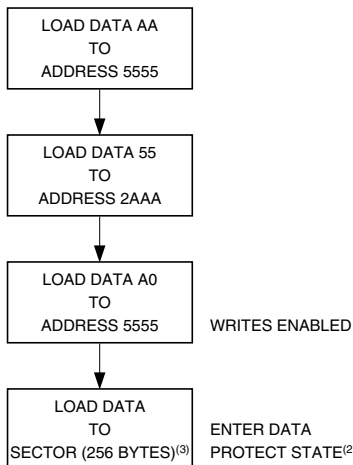 LOAD DATA AA
TO
ADDRESS 5555
LOAD DATA 55
TO
ADDRESS 2AAA
LOAD DATA A0
TO
ADDRESS 5555 WRITES ENABLED
LOAD DATA
TO ENTER DATA
SECTOR (256 BYTES)(3) PROTECT STATE(2